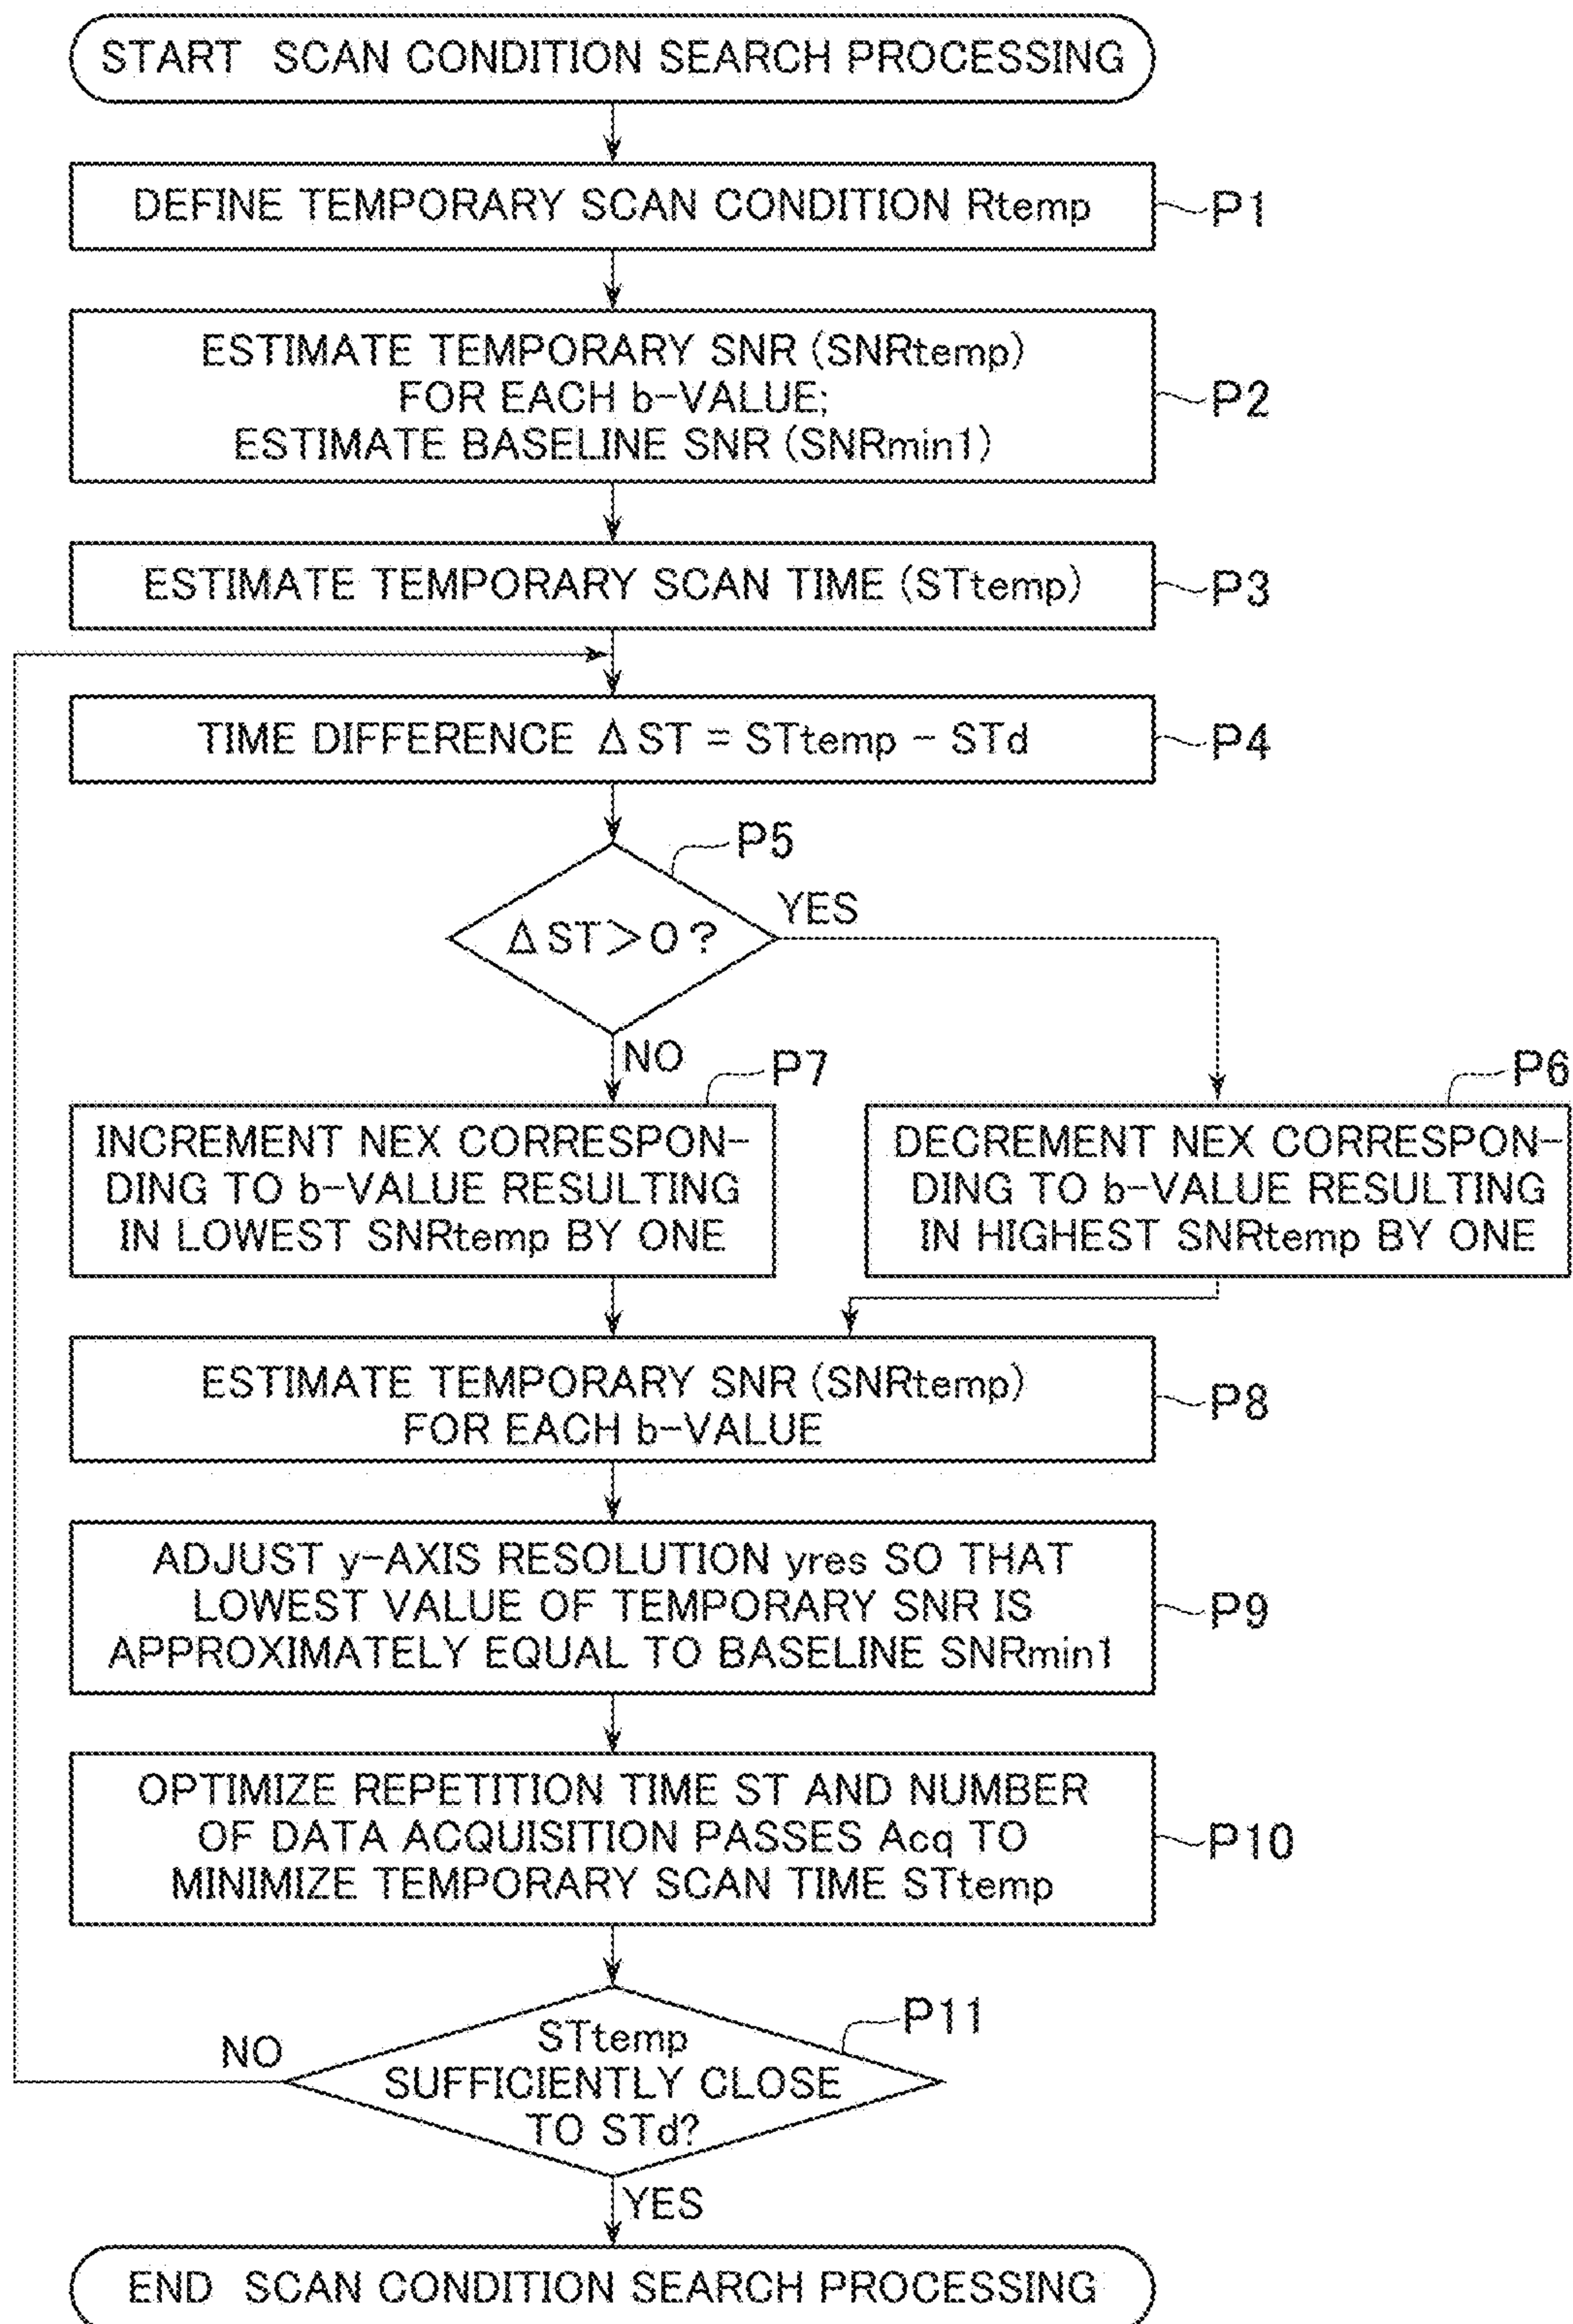 START SCAN CONDITION SEARCH PROCESSING
DEFINE TEMPORARY SCAN CONDITION Rtemp
P1
ESTIMATE TEMPORARY SNR (SNRtemp)
FOR EACH b-VALUE;
ESTIMATE BASELINE SNR (SNRmin1)
P2
ESTIMATE TEMPORARY SCAN TIME (STtemp)
P3
TIME DIFFERENCE ΔST = STtemp - STd
P4
P5
ΔST>0?
YES
NO
P7
INCREMENT NEX CORRESPON-
DING TO b-VALUE RESULTING
IN LOWEST SNRtemp BY ONE
P6
DECREMENT NEX CORRESPON-
DING TO b-VALUE RESULTING
IN HIGHEST SNRtemp BY ONE
ESTIMATE TEMPORARY SNR (SNRtemp)
FOR EACH b-VALUE
P8
ADJUST y-AXIS RESOLUTION yres SO THAT
LOWEST VALUE OF TEMPORARY SNR IS
APPROXIMATELY EQUAL TO BASELINE SNRmin1
P9
OPTIMIZE REPETITION TIME ST AND NUMBER
OF DATA ACQUISITION PASSES Acq TO
MINIMIZE TEMPORARY SCAN TIME STtemp
P10
P11
STtemp
SUFFICIENTLY CLOSE
TO STd?
NO
YES
END SCAN CONDITION SEARCH PROCESSING